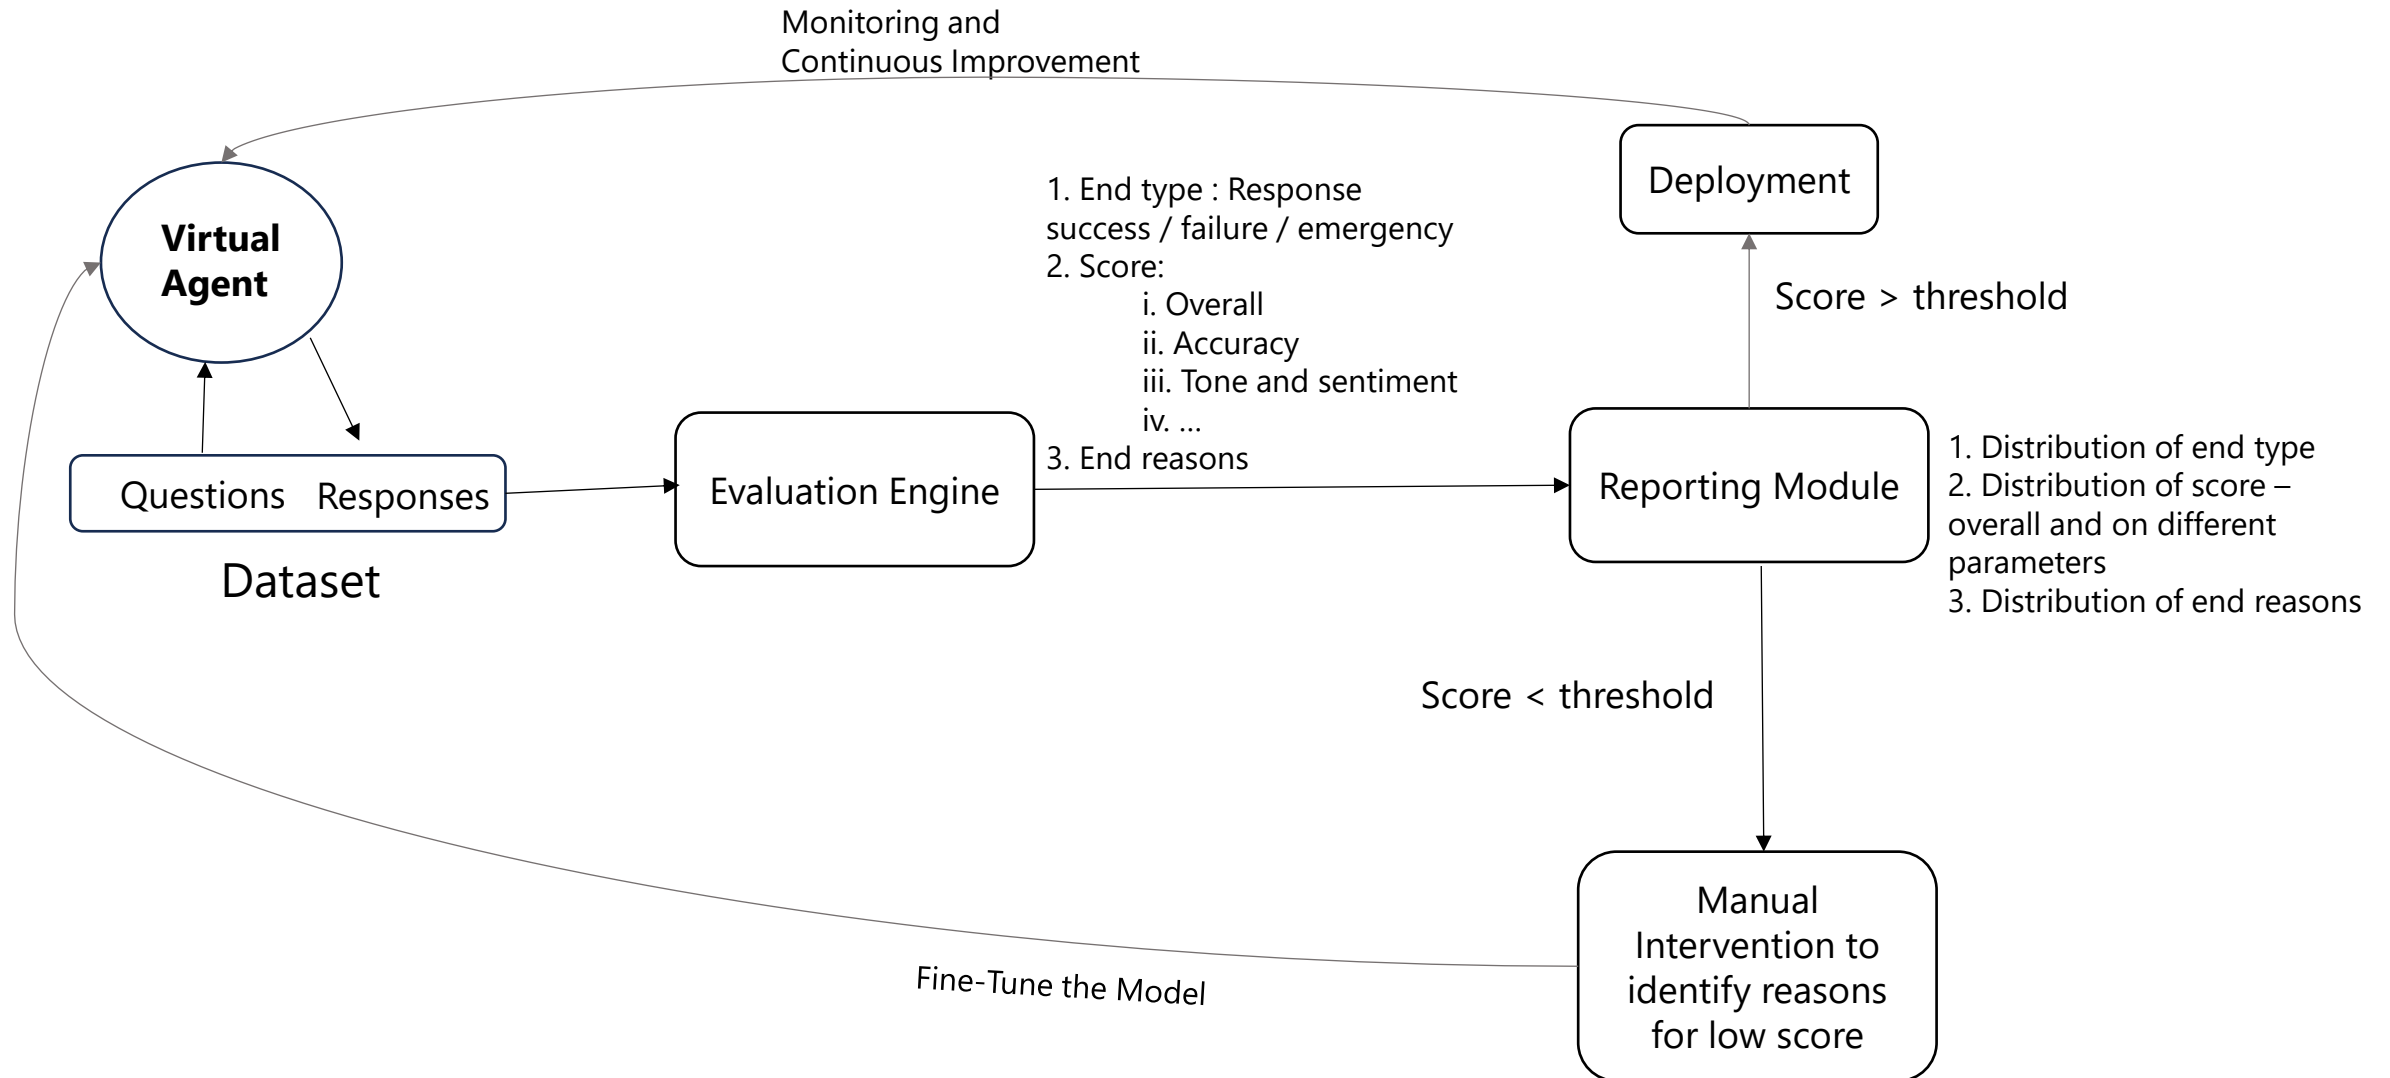 Monitoring and
Continuous Improvement
Deployment
Virtual
Agent
1. End type : Response
success / failure / emergency
2. Score:
i. Overall
ii. Accuracy
iii. Tone and sentiment
iv. ...
3. End reasons
Score > threshold
Questions Responses
Dataset
Evaluation Engine
Reporting Module
1. Distribution of end type
2. Distribution of score –
overall and on different
parameters
3. Distribution of end reasons
Score < threshold
Manual
Intervention to
identify reasons
for low score
Fine-Tune the Model